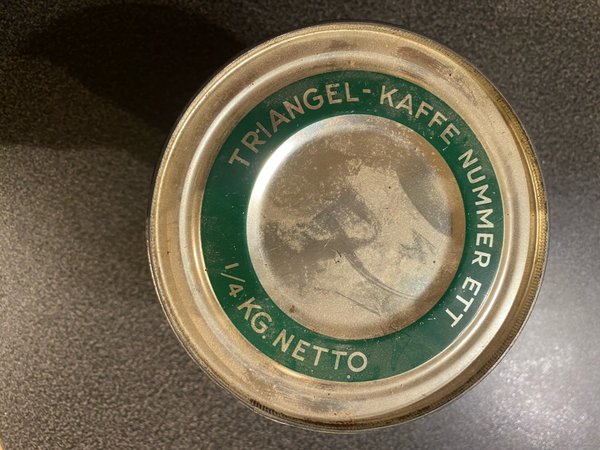 TRIANGEL-KAFFE NUMMER ETT
1/4 KG. NETTO